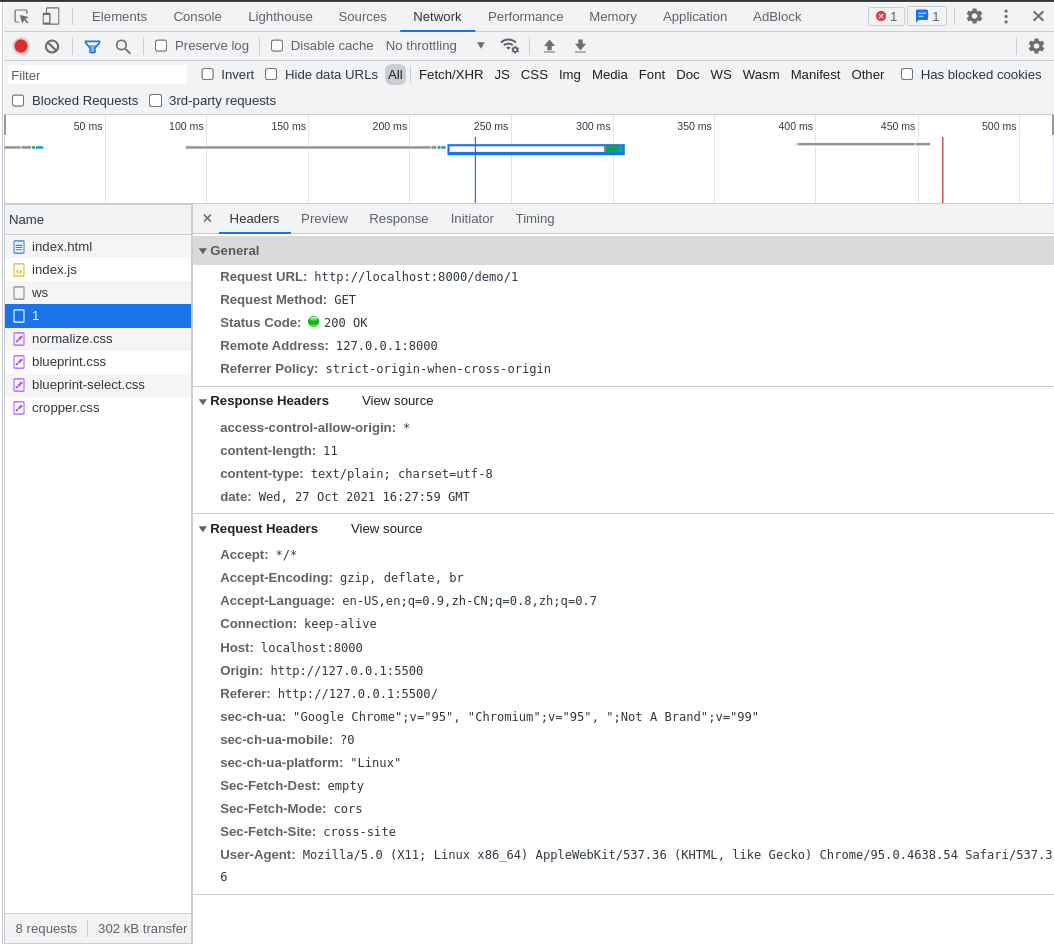 Elements Console Lighthouse Sources Network Performance Memory Application AdBlock 1 1
Preserve log Disable cache No throttling
Filter Invert Hide data URLs All Fetch/XHR JS CSS Img Media Font Doc WS Wasm Manifest Other Has blocked cookies
Blocked Requests 3rd-party requests
50 ms 100 ms 150 ms 200 ms 250 ms 300 ms 350 ms 400 ms 450 ms 500 ms
Name
index.html
index.js
ws
1
normalize.css
blueprint.css
blueprint-select.css
cropper.css
8 requests 302 kB transfer
Headers Preview Response Initiator Timing
General
Request URL: http://localhost:8000/demo/1
Request Method: GET
Status Code: 200 OK
Remote Address: 127.0.0.1:8000
Referrer Policy: strict-origin-when-cross-origin
Response Headers View source
access-control-allow-origin: *
content-length: 11
content-type: text/plain; charset=utf-8
date: Wed, 27 Oct 2021 16:27:59 GMT
Request Headers View source
Accept: */*
Accept-Encoding: gzip, deflate, br
Accept-Language: en-US,en;q=0.9,zh-CN;q=0.8,zh;q=0.7
Connection: keep-alive
Host: localhost:8000
Origin: http://127.0.0.1:5500
Referer: http://127.0.0.1:5500/
sec-ch-ua: "Google Chrome";v="95", "Chromium";v="95", ";Not A Brand";v="99"
sec-ch-ua-mobile: ?0
sec-ch-ua-platform: "Linux"
Sec-Fetch-Dest: empty
Sec-Fetch-Mode: cors
Sec-Fetch-Site: cross-site
User-Agent: Mozilla/5.0 (X11; Linux x86_64) AppleWebKit/537.36 (KHTML, like Gecko) Chrome/95.0.4638.54 Safari/537.3
6